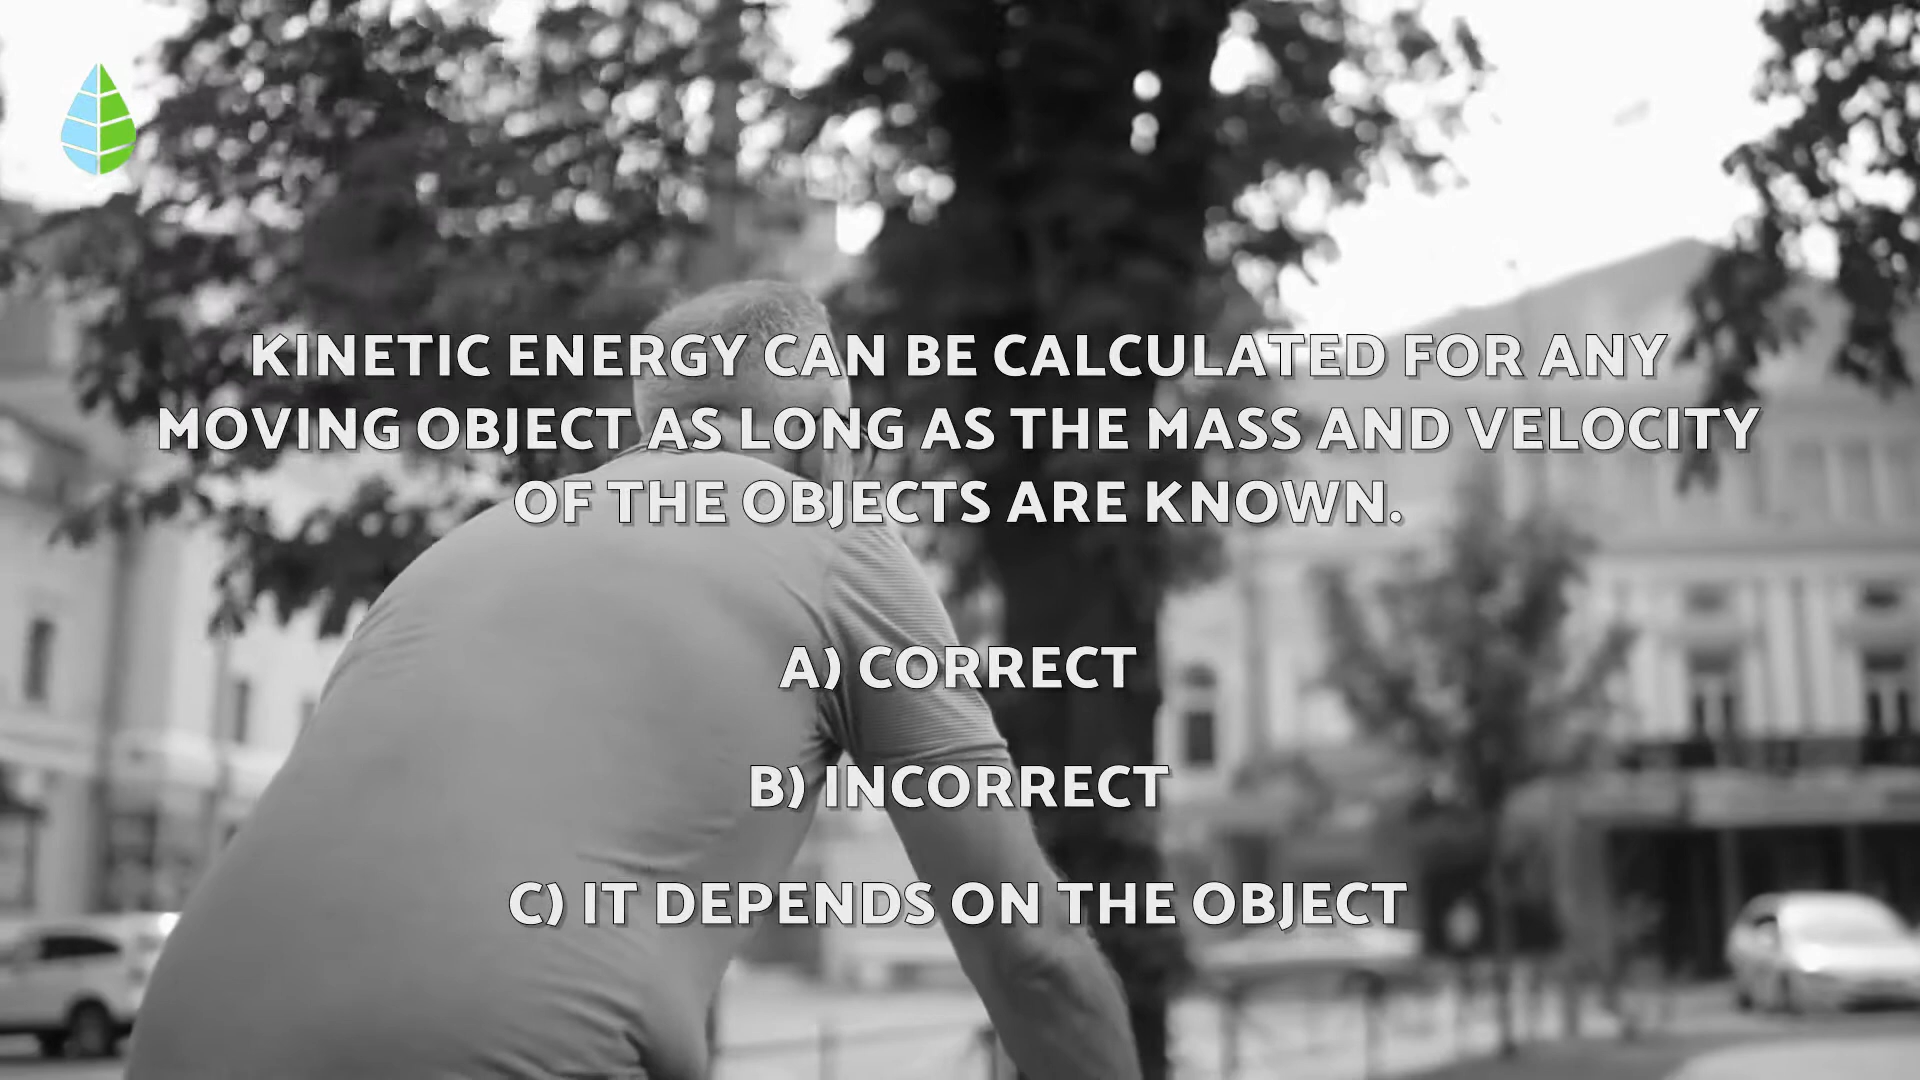 KINETIC ENERGY CAN BE CALCULATED FOR ANY
MOVING OBJECT AS LONG AS THE MASS AND VELOCITY
OF THE OBJECTS ARE KNOWN.
A) CORRECT
B) INCORRECT
C) IT DEPENDS ON THE OBJECT